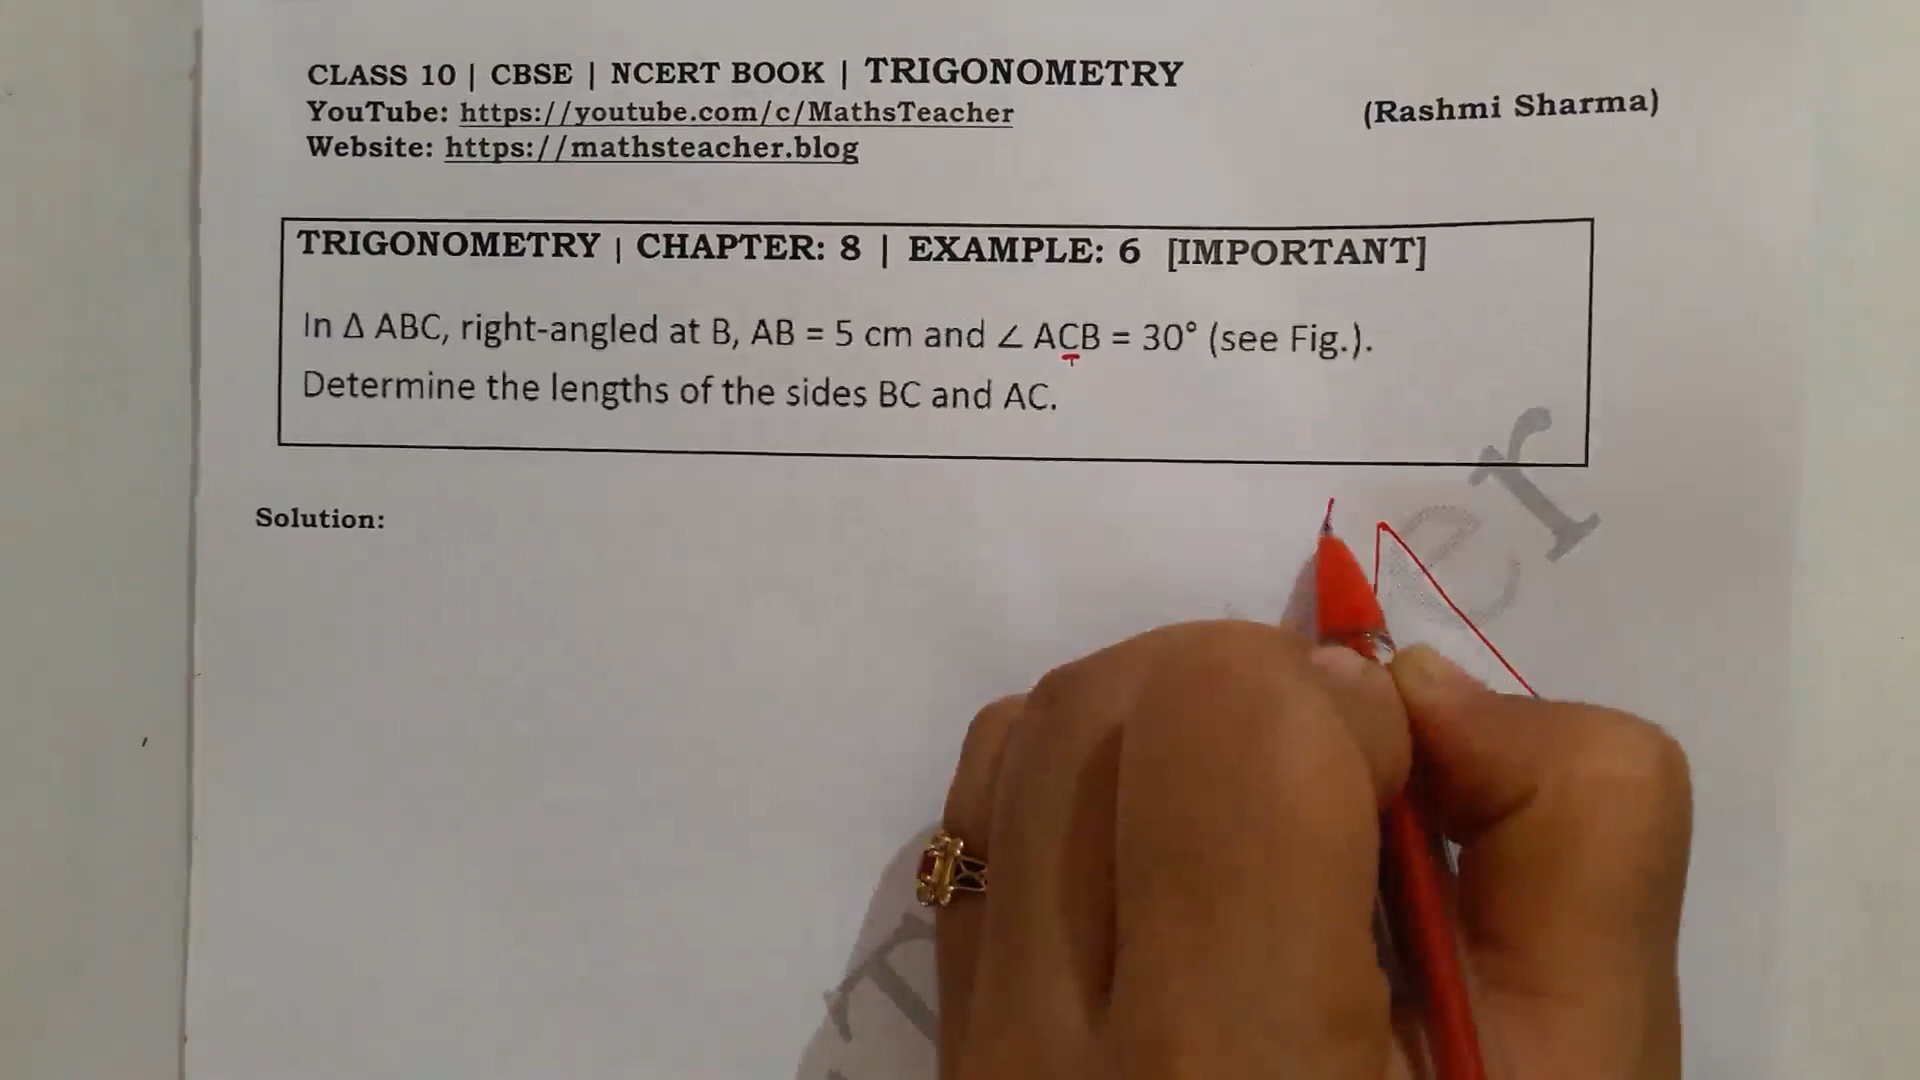 CLASS 10 | CBSE | NCERT BOOK | TRIGONOMETRY
YouTube: https://youtube.com/c/MathsTeacher
(Rashmi Sharma)
Website: https://mathsteacher.blog
TRIGONOMETRY | CHAPTER: 8 | EXAMPLE: 6 [IMPORTANT]
In Δ ABC, right-angled at B, AB = 5 cm and ∠ ACB = 30° (see Fig.).
Determine the lengths of the sides BC and AC.
Solution:
T
er